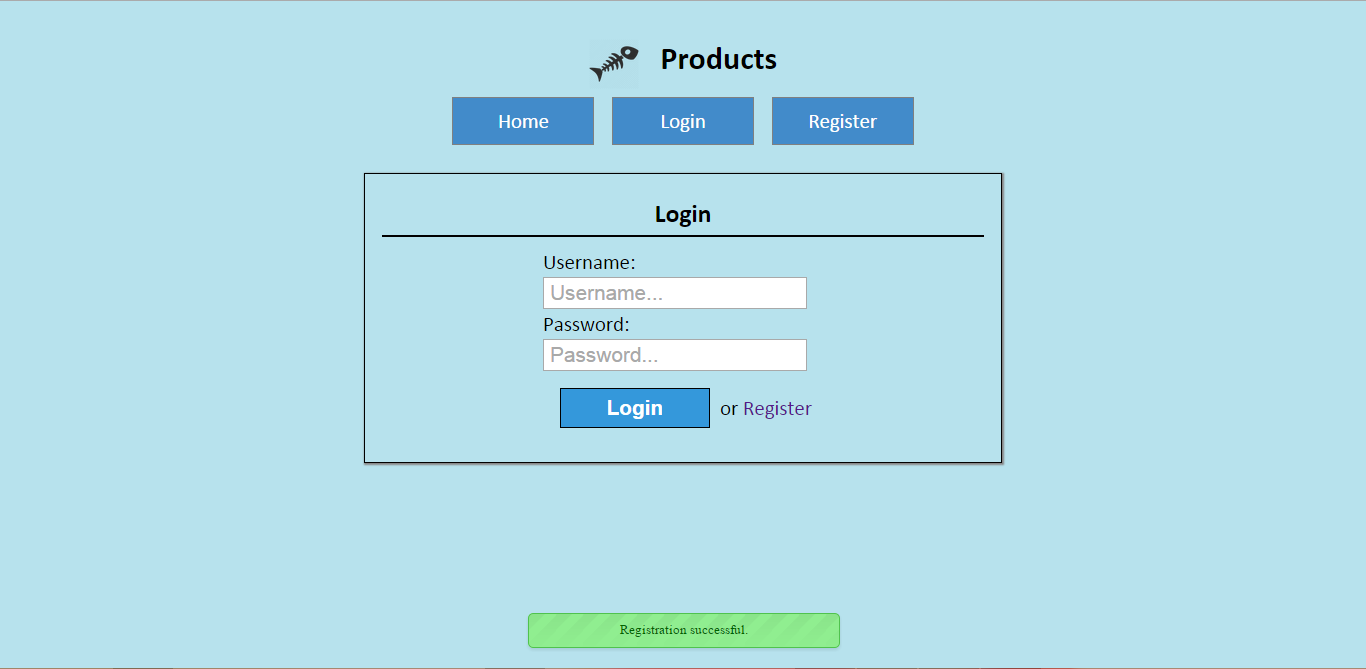 Products
Home Login Register
Login
Username:
Username...
Password:
Password...
Login or Register
Registration successful.